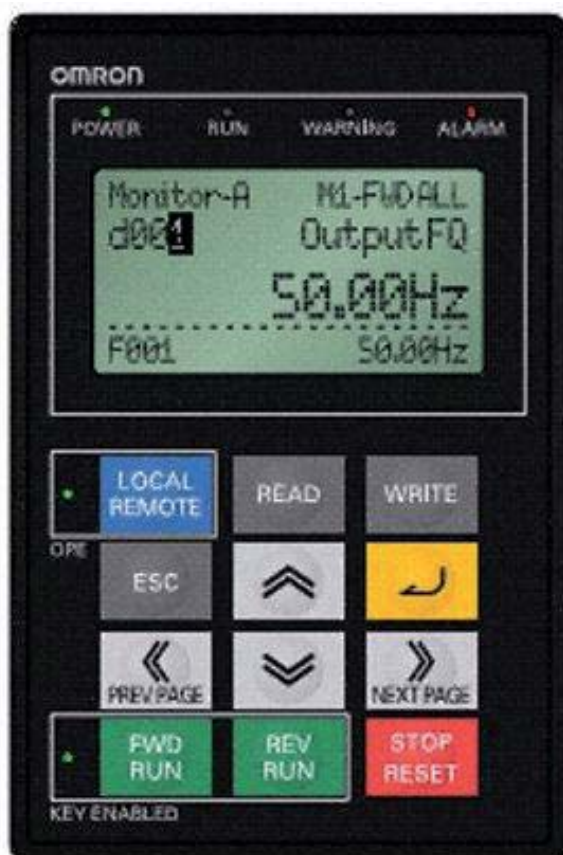 OMRON
POWER RUN WARNING ALARM
Monitor-A M1-FWD ALL
d001 OutputFQ
50.00Hz
F001 50.00Hz
LOCAL REMOTE
READ
WRITE
OPE
ESC
PREV.PAGE
NEXT PAGE
FWD RUN
REV RUN
STOP RESET
KEY ENABLED